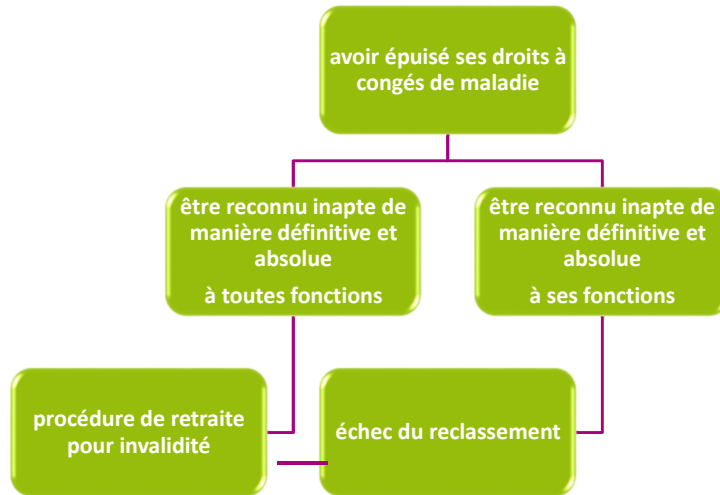 avoir épuisé ses droits à
congés de maladie
être reconnu inapte de
manière définitive et
absolue
à toutes fonctions
être reconnu inapte de
manière définitive et
absolue
à ses fonctions
procédure de retraite
pour invalidité
échec du reclassement